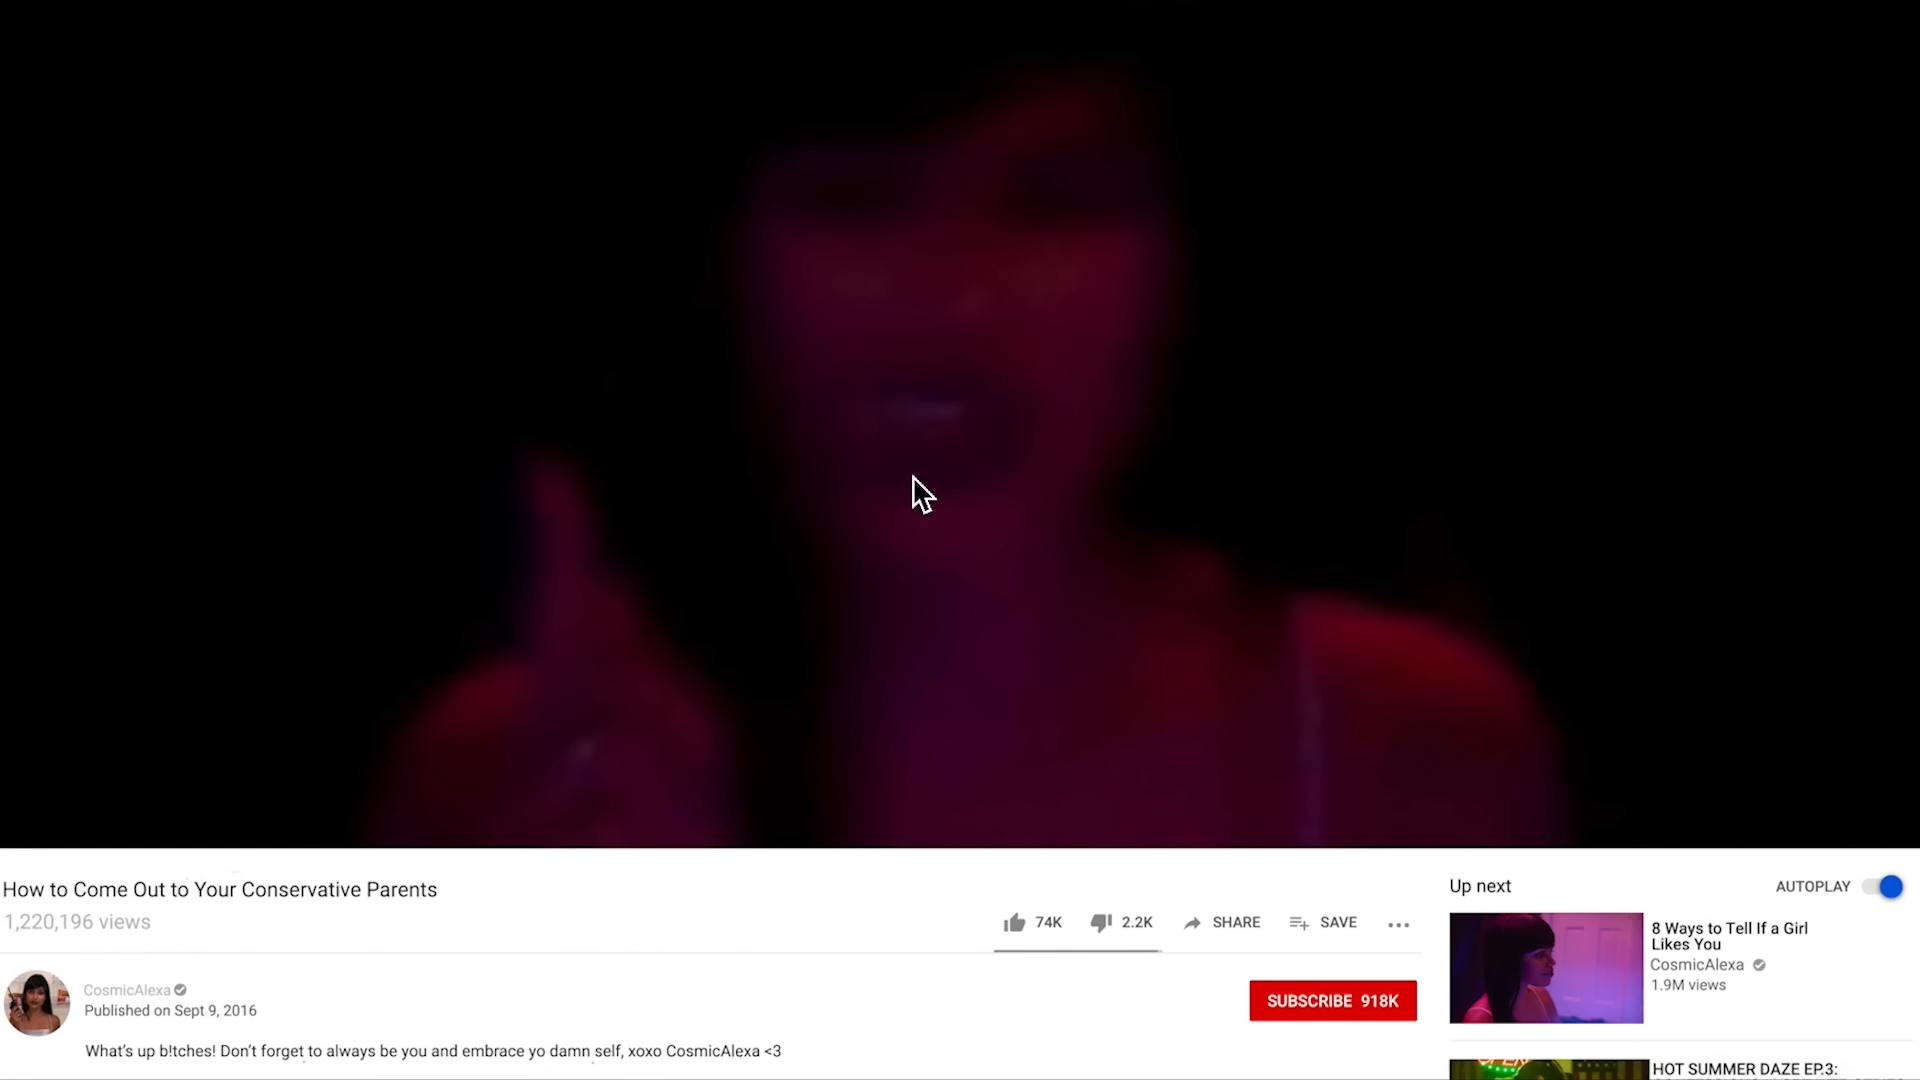 How to Come Out to Your Conservative Parents
1,220,196 views
74K
2.2K
SHARE
SAVE
CosmicAlexa
Published on Sept 9, 2016
SUBSCRIBE 918K
What's up b!tches! Don't forget to always be you and embrace yo damn self, xoxo CosmicAlexa <3
Up next
AUTOPLAY
8 Ways to Tell If a Girl
Likes You
CosmicAlexa
1.9M views
OPEN
HOT SUMMER DAZE EP.3: